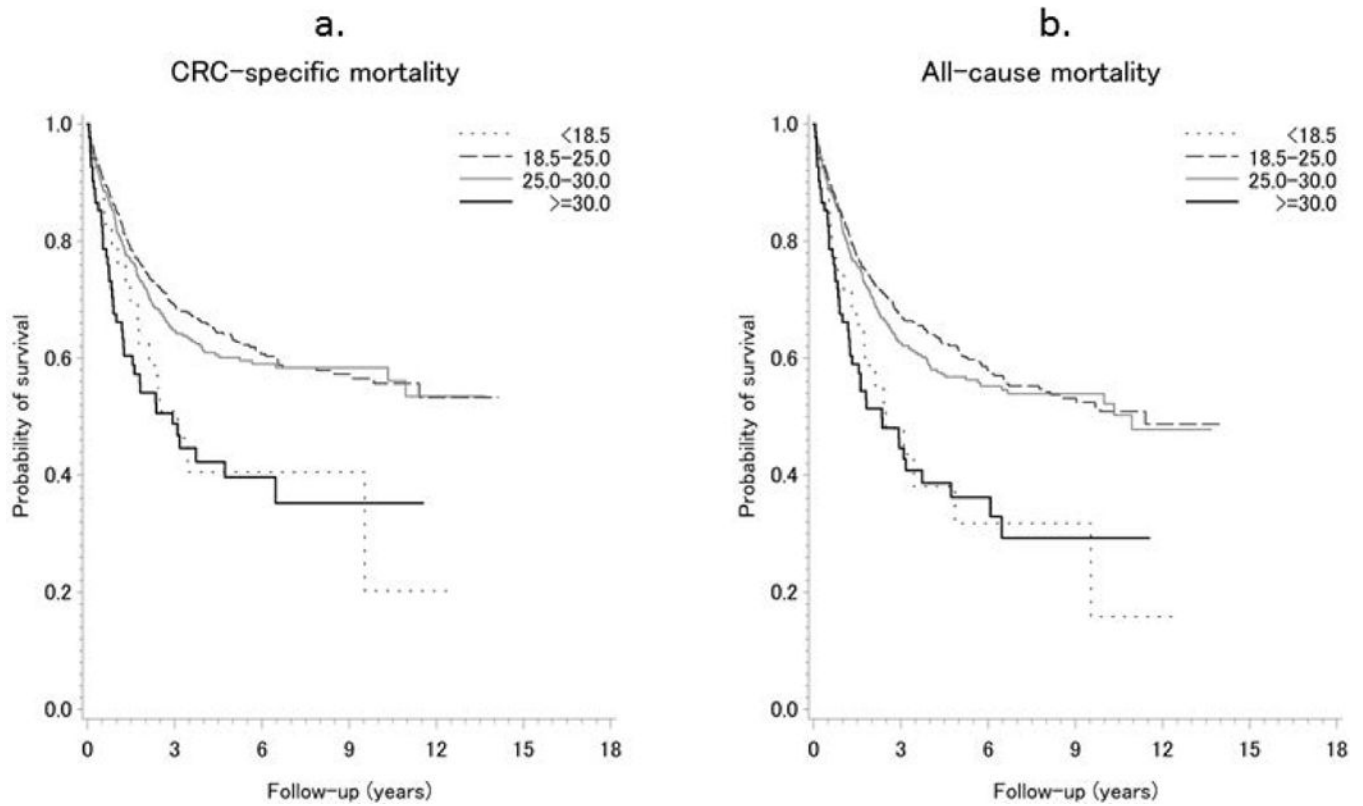 a.
CRC-specific mortality
<18.5
18.5-25.0
25.0-30.0
>=30.0
1.0
0.8
0.6
0.4
0.2
0.0
Probability of survival
0 3 6 9 12 15 18
Follow-up (years)
b.
All-cause mortality
<18.5
18.5-25.0
25.0-30.0
>=30.0
1.0
0.8
0.6
0.4
0.2
0.0
Probability of survival
0 3 6 9 12 15 18
Follow-up (years)